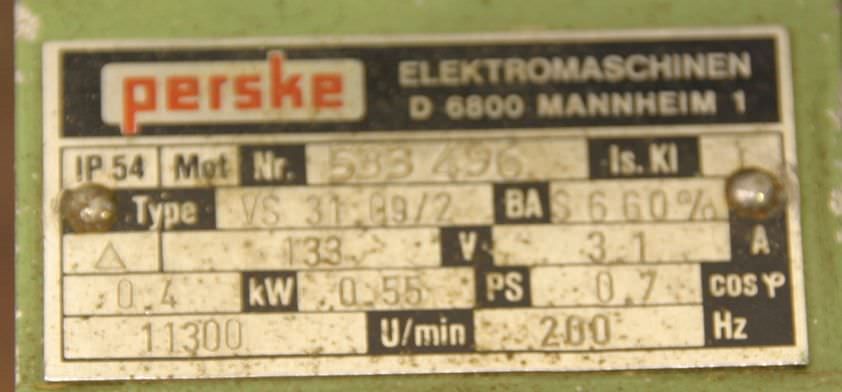 perske ELEKTROMASCHINEN
D 6800 MANNHEIM 1
IP 54 Mot Nr. 583 496 Is. Kl
Type VS 31.09/2 BA S 6 60%
△ 133 V 3.1 A
0.4 kW 0.55 PS 0.7 cos φ
11300 U/min 200 Hz